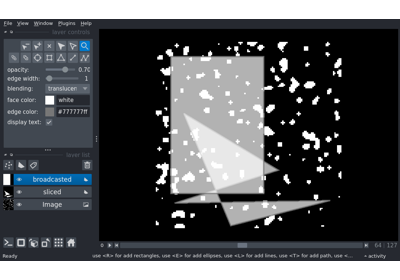 File View Window Plugins Help
layer controls
opacity: 0.70
edge width: 1
blending: translucen
face color: white
edge color: #777777ff
display text:
layer list
broadcasted
sliced
Image
0 64 127
Ready use <R> for add rectangles, use <E> for add ellipses, use <L> for add lines, use <T> for add path, use <... activity